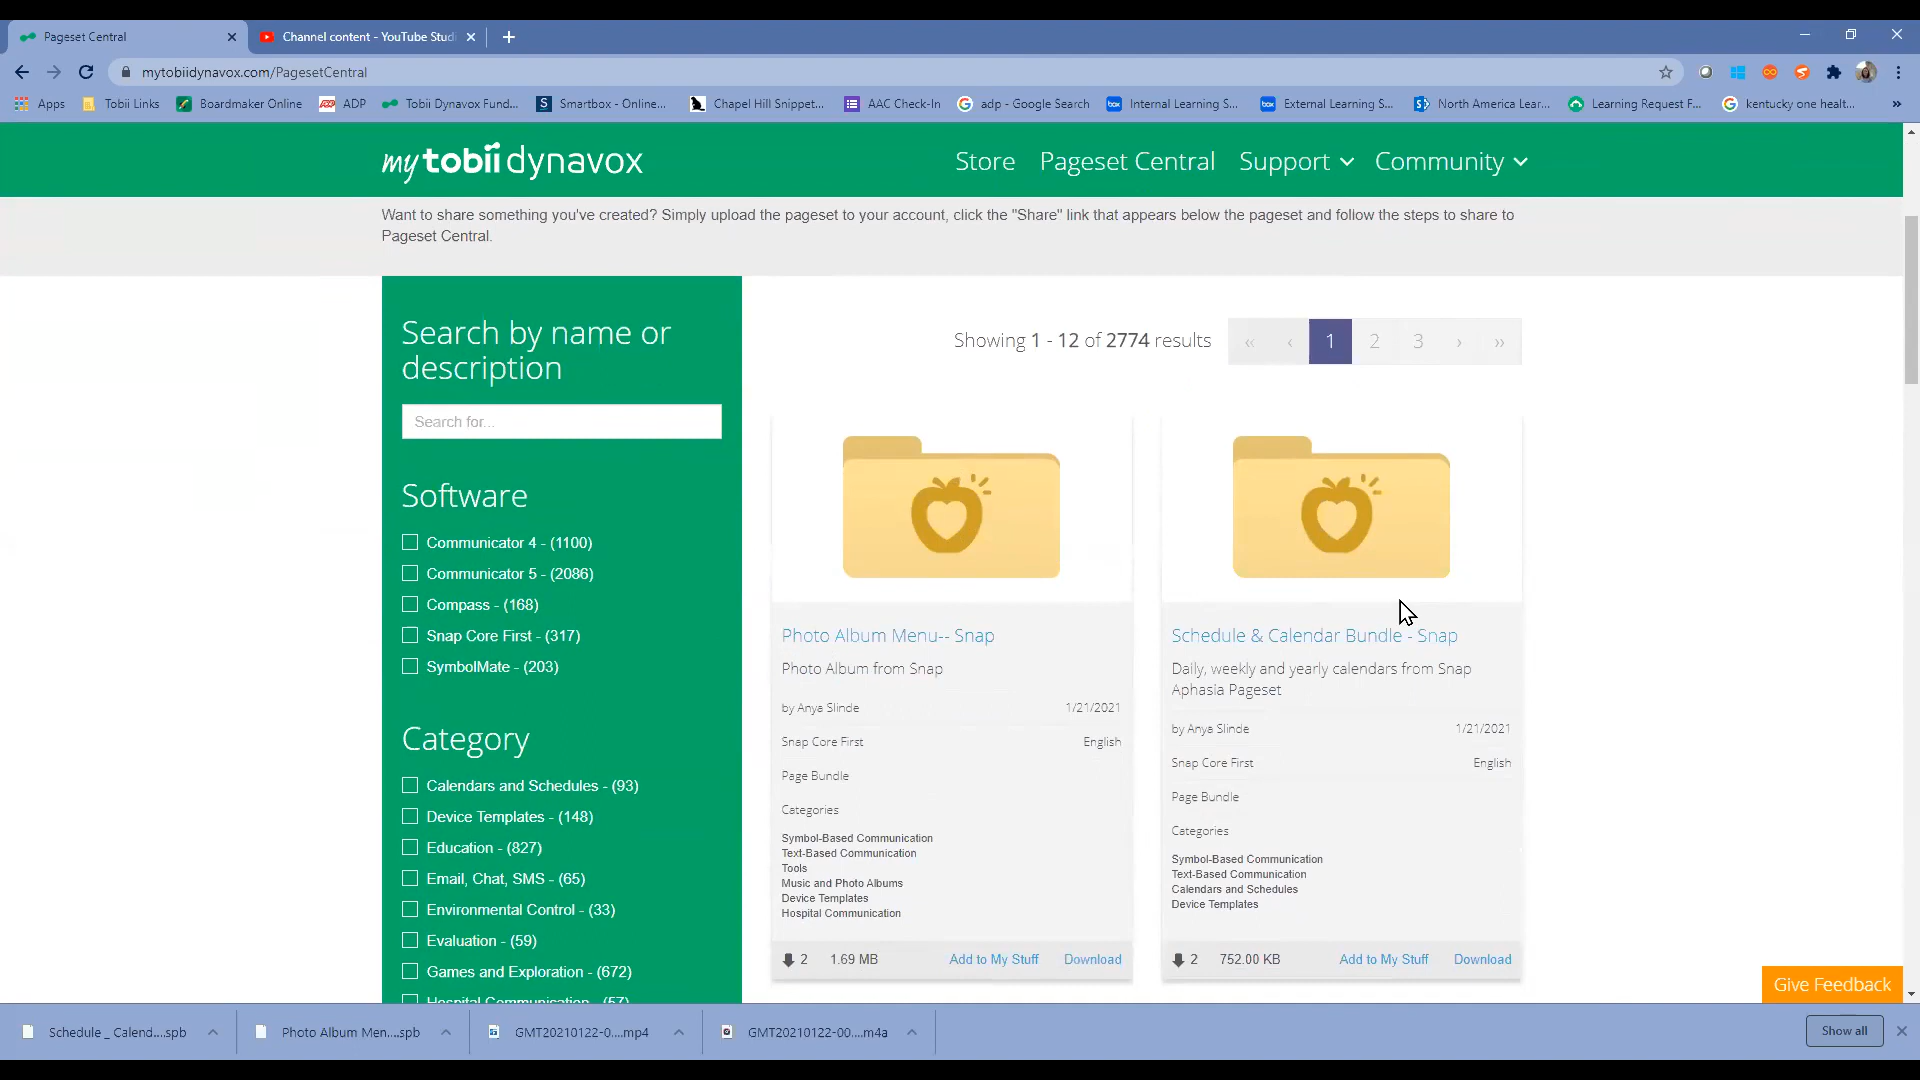 Pageset Central
Channel content - YouTube Studi
mytobiidynavox.com/PagesetCentral
Apps
Tobii Links
Boardmaker Online
ADP
Tobii Dynavox Fund...
Smartbox - Online...
Chapel Hill Snippet...
AAC Check-In
adp - Google Search
Internal Learning S...
External Learning S...
North America Lear...
Learning Request F...
kentucky one healt...
my tobii dynavox
Store
Pageset Central
Support
Community
Want to share something you've created? Simply upload the pageset to your account, click the "Share" link that appears below the pageset and follow the steps to share to
Pageset Central.
Search by name or
description
Search for...
Software
Communicator 4 - (1100)
Communicator 5 - (2086)
Compass - (168)
Snap Core First - (317)
SymbolMate - (203)
Category
Calendars and Schedules - (93)
Device Templates - (148)
Education - (827)
Email, Chat, SMS - (65)
Environmental Control - (33)
Evaluation - (59)
Games and Exploration - (672)
Hospital Communication - (57)
Showing 1 - 12 of 2774 results
« ‹ 1 2 3 › »
Photo Album Menu-- Snap
Photo Album from Snap
by Anya Slinde 1/21/2021
Snap Core First English
Page Bundle
Categories
Symbol-Based Communication
Text-Based Communication
Tools
Music and Photo Albums
Device Templates
Hospital Communication
2 1.69 MB Add to My Stuff Download
Schedule & Calendar Bundle - Snap
Daily, weekly and yearly calendars from Snap
Aphasia Pageset
by Anya Slinde 1/21/2021
Snap Core First English
Page Bundle
Categories
Symbol-Based Communication
Text-Based Communication
Calendars and Schedules
Device Templates
2 752.00 KB Add to My Stuff Download
Give Feedback
Schedule _ Calend....spb
Photo Album Men....spb
GMT20210122-0....mp4
GMT20210122-00....m4a
Show all